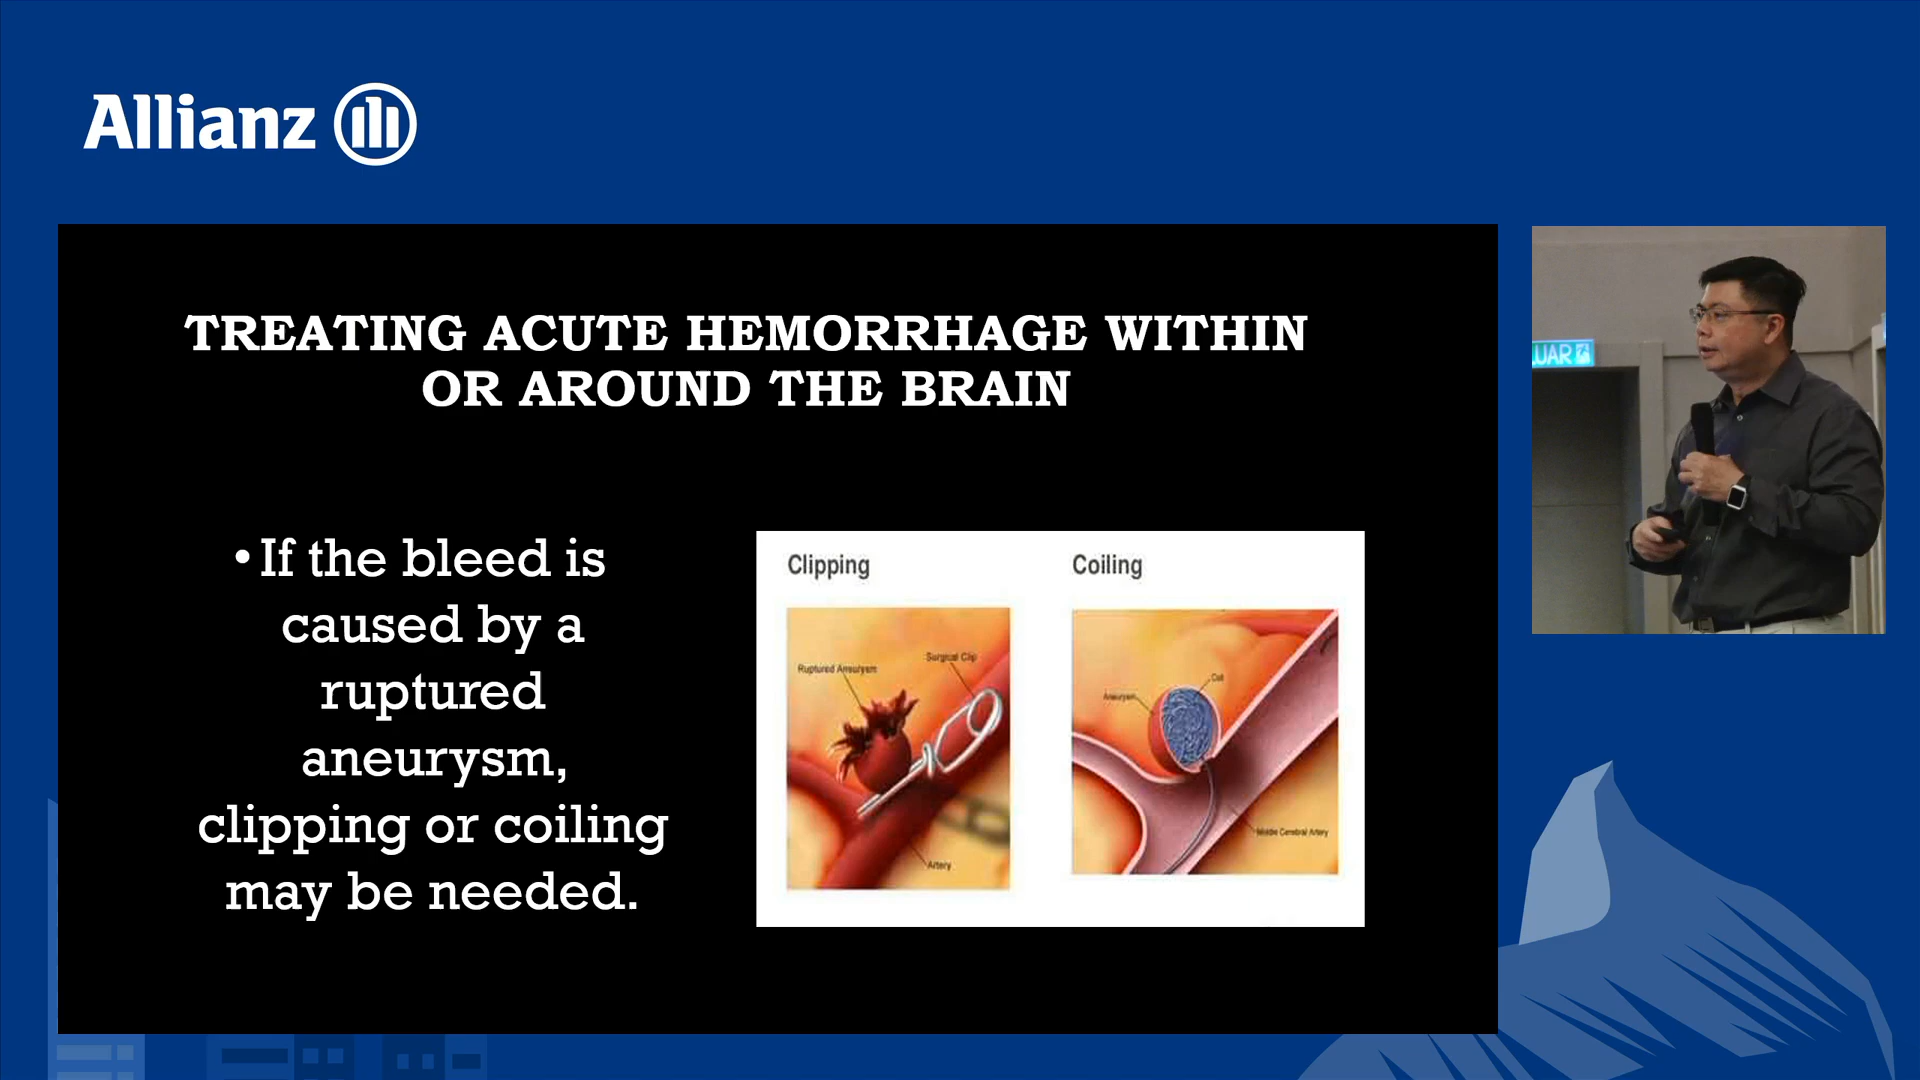 Allianz
TREATING ACUTE HEMORRHAGE WITHIN
OR AROUND THE BRAIN
• If the bleed is
caused by a
ruptured
aneurysm,
clipping or coiling
may be needed.
Clipping
Ruptured Aneurysm
Surgical Clip
Artery
Coiling
Coil
Aneurysm
Middle Cerebral Artery
UAR